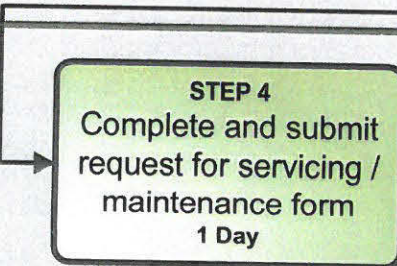 STEP 4
Complete and submit
request for servicing /
maintenance form
1 Day